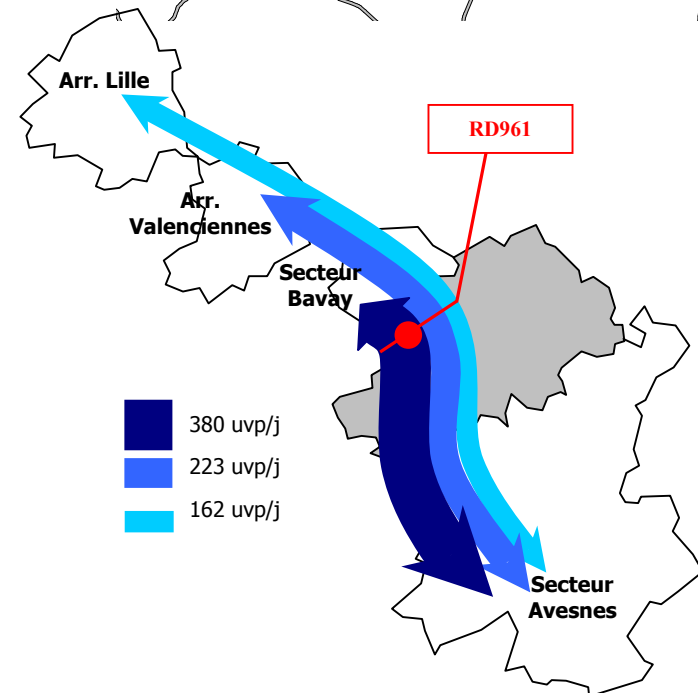 Arr. Lille
RD961
Arr.
Valenciennes
Secteur
Bavay
380 uvp/j
223 uvp/j
162 uvp/j
Secteur
Avesnes